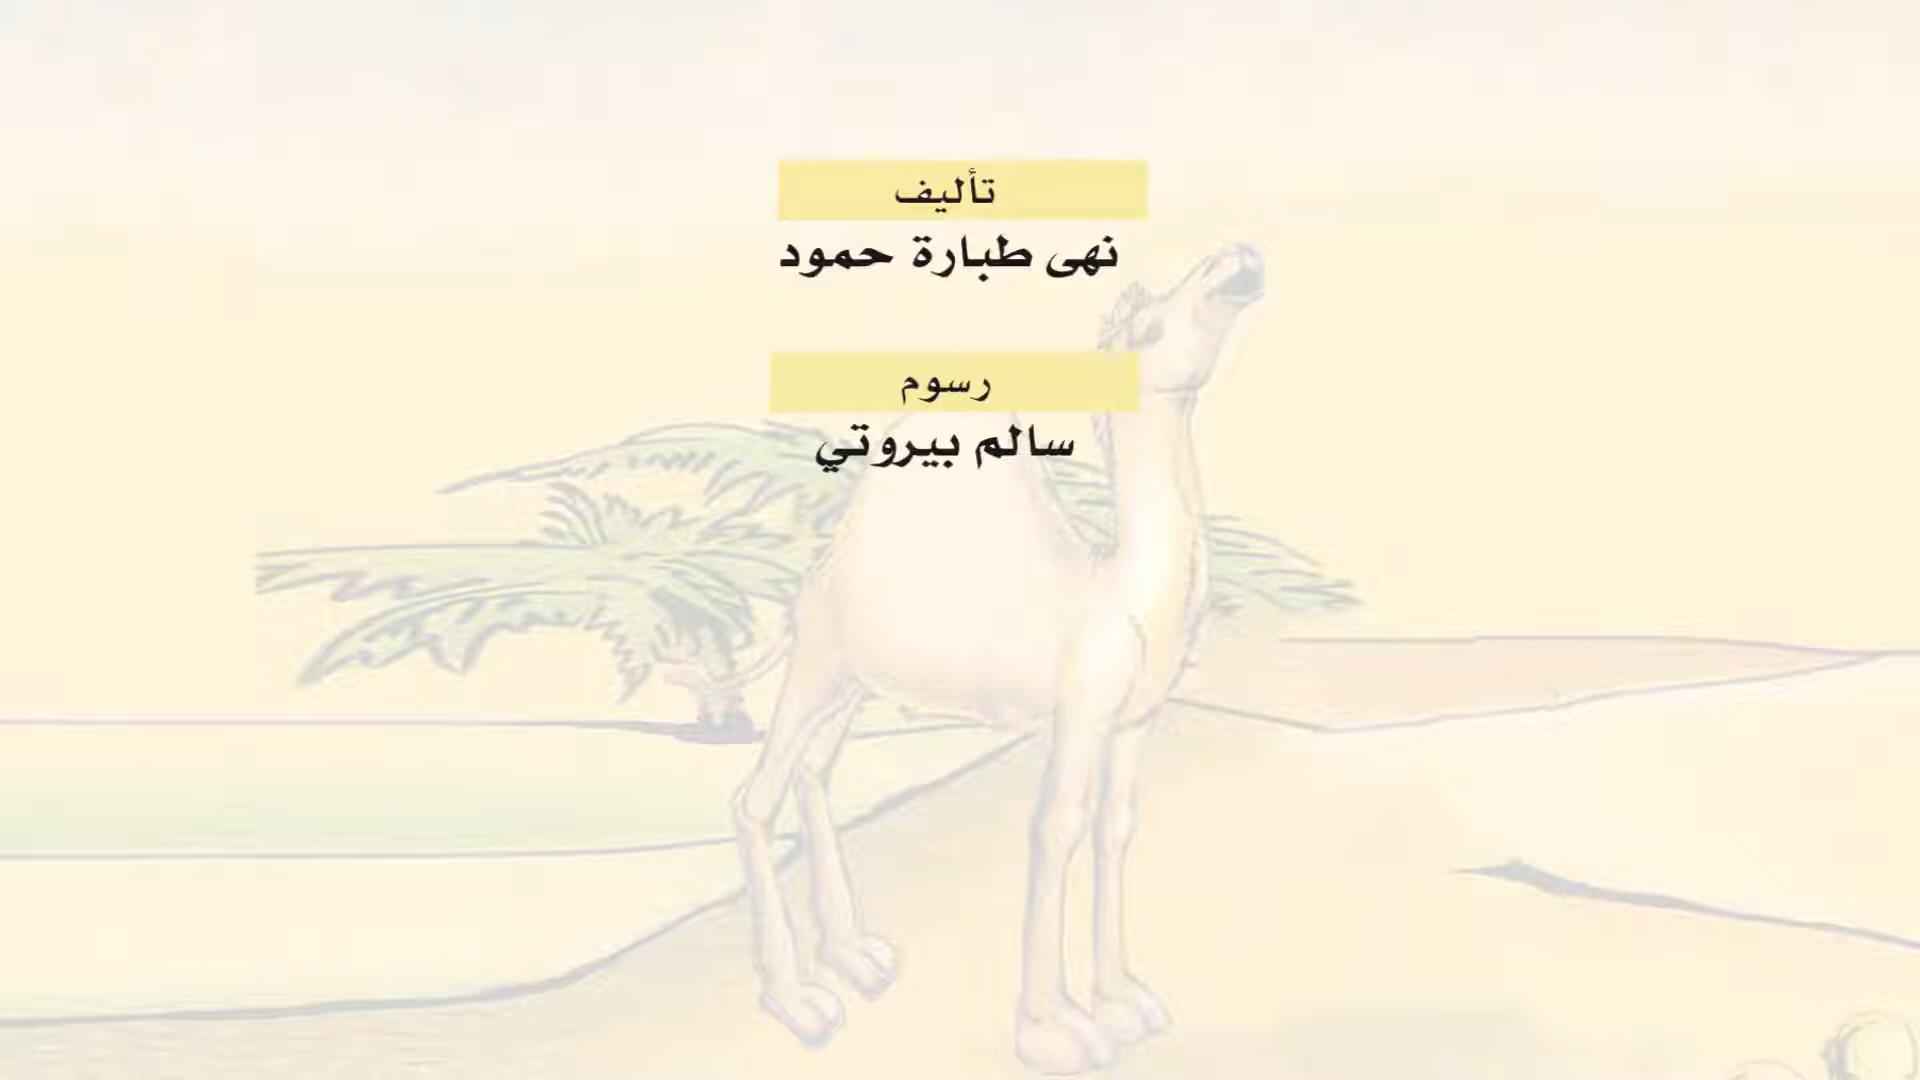 تأليف
نهى طبارة حمود
رسوم
سالم بيروتي